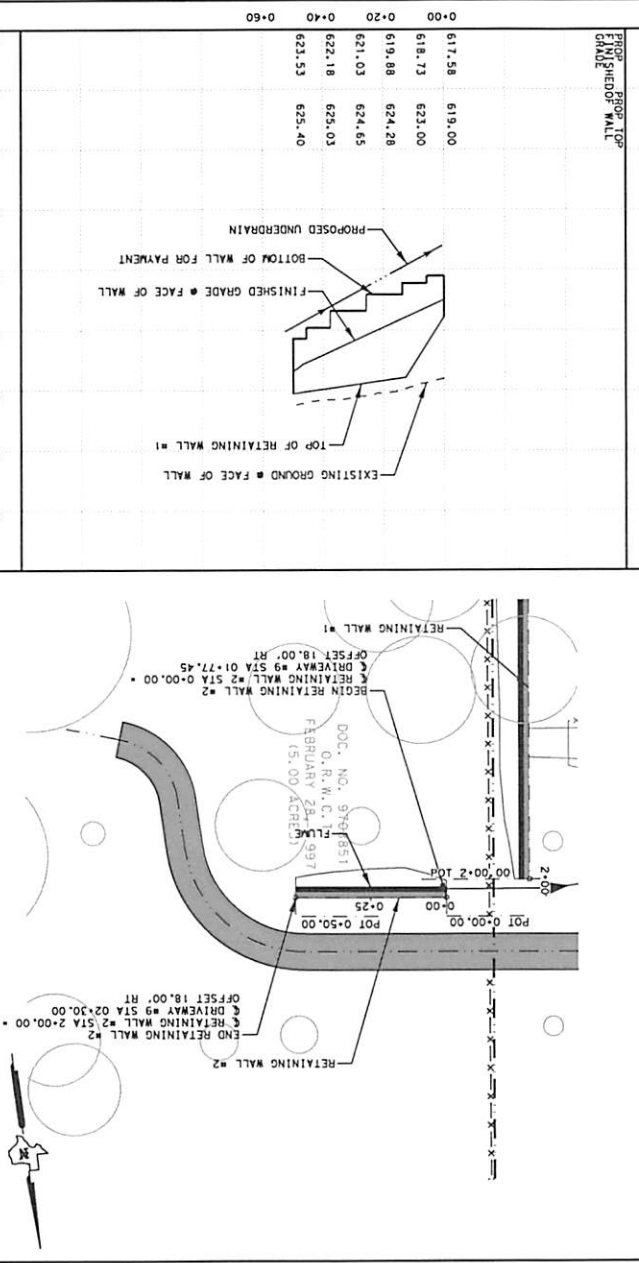 PROP
FINISHED
GRADE
PROP TOP
OF WALL
617.58 619.00
618.73 623.00
619.88 624.28
621.03 624.65
622.18 625.03
623.53 625.40
0+00
0+20
0+40
0+60
EXISTING GROUND @ FACE OF WALL
TOP OF RETAINING WALL #1
FINISHED GRADE @ FACE OF WALL
BOTTOM OF WALL FOR PAYMENT
PROPOSED UNDERDRAIN
RETAINING WALL #2
END RETAINING WALL #2
℄ RETAINING WALL #2 STA 2+00.00 =
℄ DRIVEWAY #9 STA 02+30.00
OFFSET 18.00' RT
POT 0+00.00
POT 0+50.00
0+00
0+25
POT 2+00.00
2+00
FLUME
DOC. NO.
O.R.W.C.T.
FEBRUARY 28, 1997
(5.00 ACRES)
BEGIN RETAINING WALL #2
℄ RETAINING WALL #2 STA 0+00.00 =
℄ DRIVEWAY #9 STA 01+77.45
OFFSET 18.00' RT
RETAINING WALL #1
N